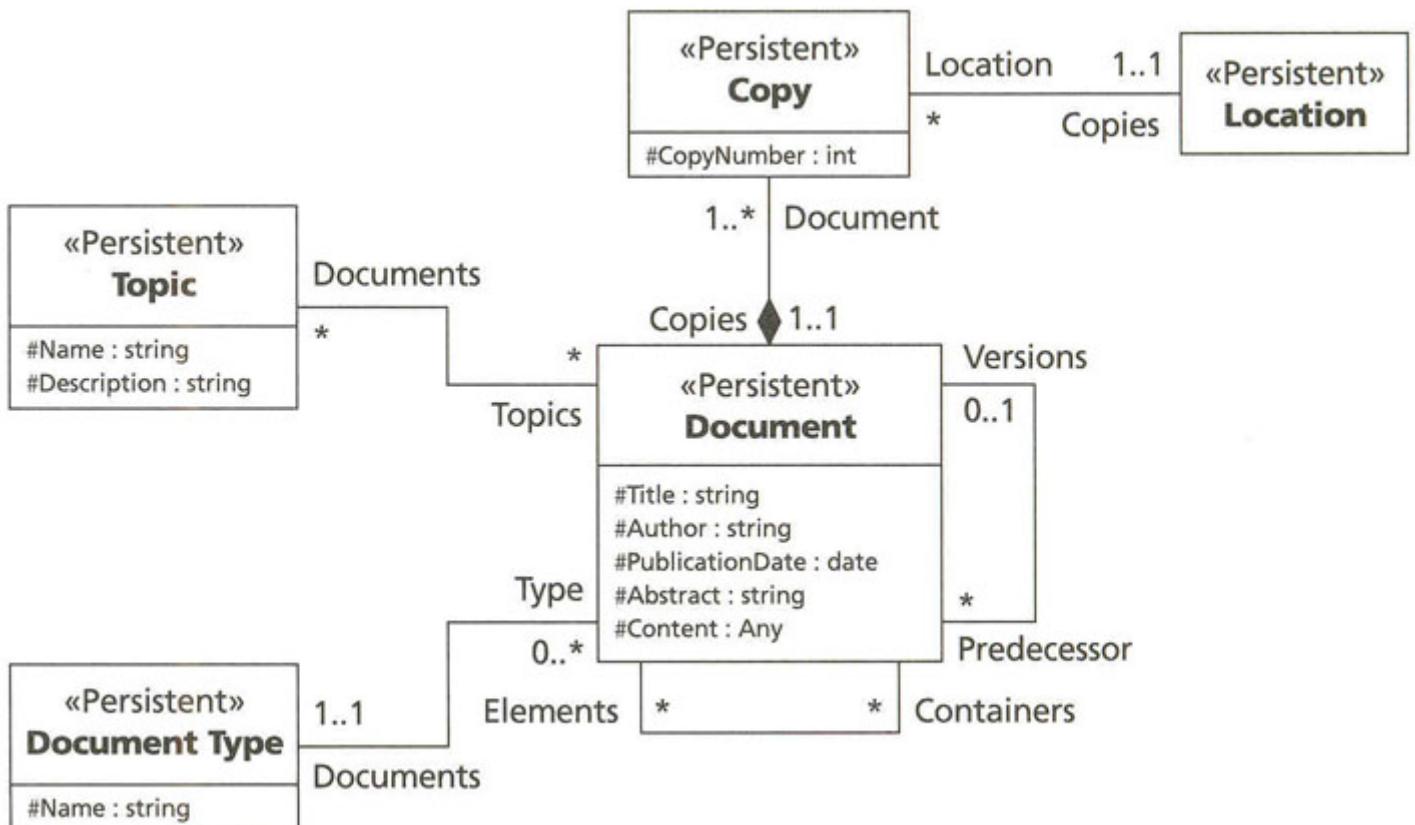 «Persistent»
Copy
#CopyNumber : int
Location 1..1
* Copies
«Persistent»
Location
1..* Document
Copies 1..1
«Persistent»
Topic
#Name : string
#Description : string
Documents
*
*
Topics
«Persistent»
Document
#Title : string
#Author : string
#PublicationDate : date
#Abstract : string
#Content : Any
Versions
0..1
*
Predecessor
Type
0..*
Elements * * Containers
«Persistent»
Document Type
#Name : string
1..1
Documents